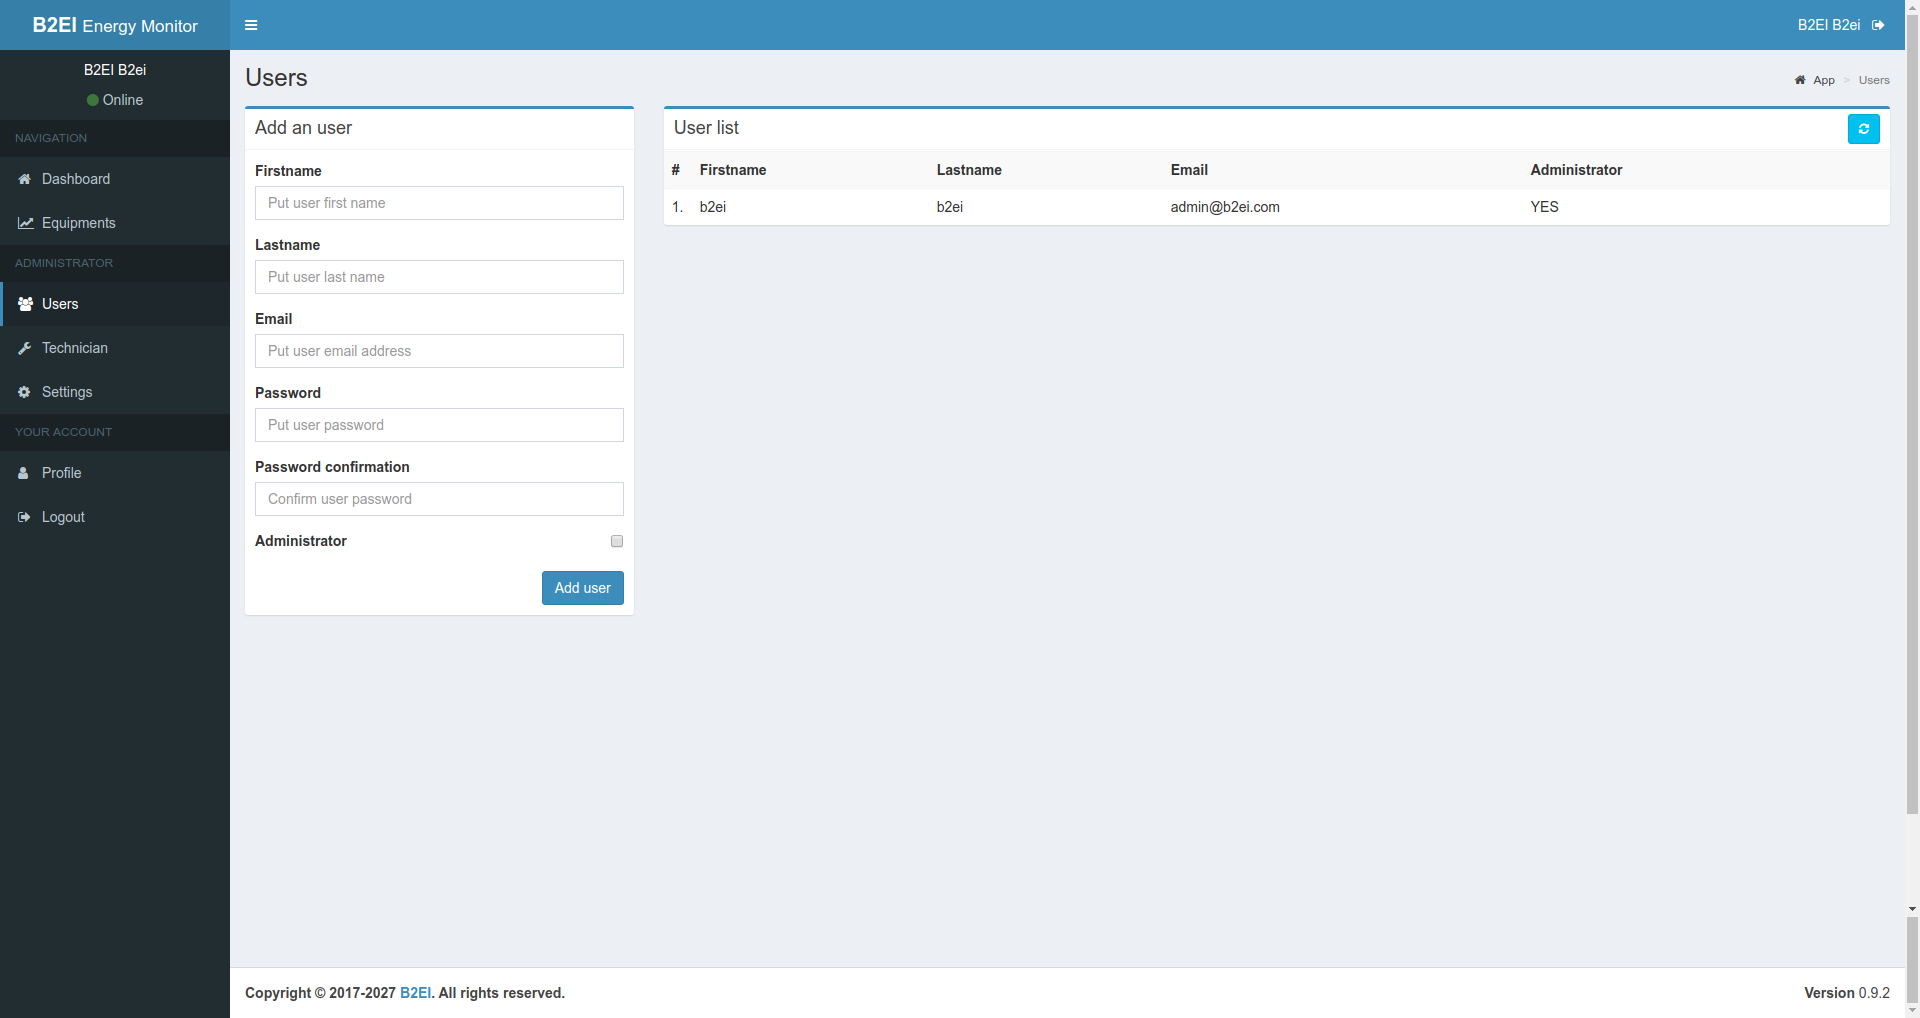 B2EI Energy Monitor
B2EI B2ei
B2EI B2ei
Online
NAVIGATION
Dashboard
Equipments
ADMINISTRATOR
Users
Technician
Settings
YOUR ACCOUNT
Profile
Logout
Users
App > Users
Add an user
Firstname
Put user first name
Lastname
Put user last name
Email
Put user email address
Password
Put user password
Password confirmation
Confirm user password
Administrator
Add user
User list
# Firstname Lastname Email Administrator
1. b2ei b2ei admin@b2ei.com YES
Copyright © 2017-2027 B2EI. All rights reserved.
Version 0.9.2